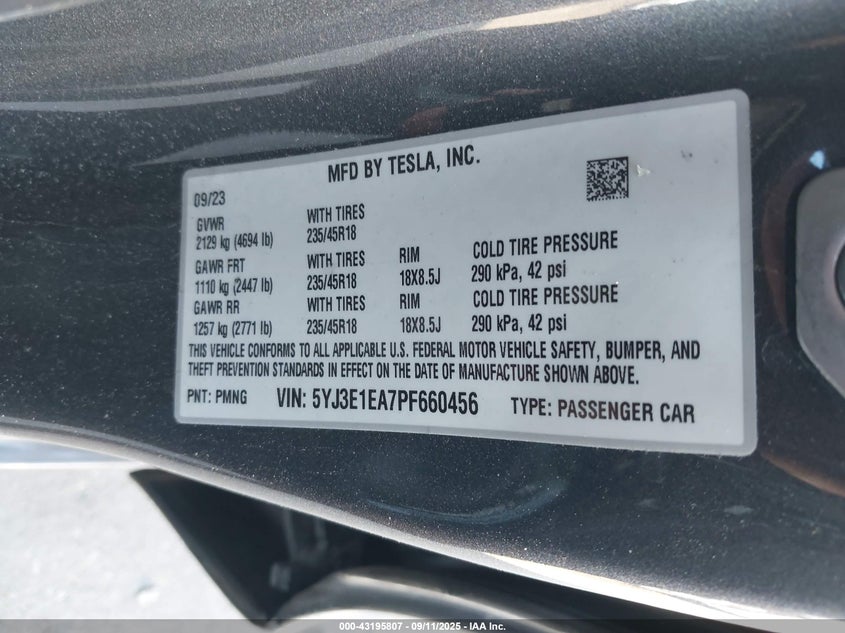 MFD BY TESLA, INC.
09/23
GVWR
2129 kg (4694 lb)
WITH TIRES
235/45R18
GAWR FRT
1110 kg (2447 lb)
WITH TIRES
235/45R18
RIM
18X8.5J
COLD TIRE PRESSURE
290 kPa, 42 psi
GAWR RR
1257 kg (2771 lb)
WITH TIRES
235/45R18
RIM
18X8.5J
COLD TIRE PRESSURE
290 kPa, 42 psi
THIS VEHICLE CONFORMS TO ALL APPLICABLE U.S. FEDERAL MOTOR VEHICLE SAFETY, BUMPER, AND
THEFT PREVENTION STANDARDS IN EFFECT ON THE DATE OF MANUFACTURE SHOWN ABOVE.
PNT: PMNG VIN: 5YJ3E1EA7PF660456 TYPE: PASSENGER CAR
000-43195807 - 09/11/2025 - IAA Inc.